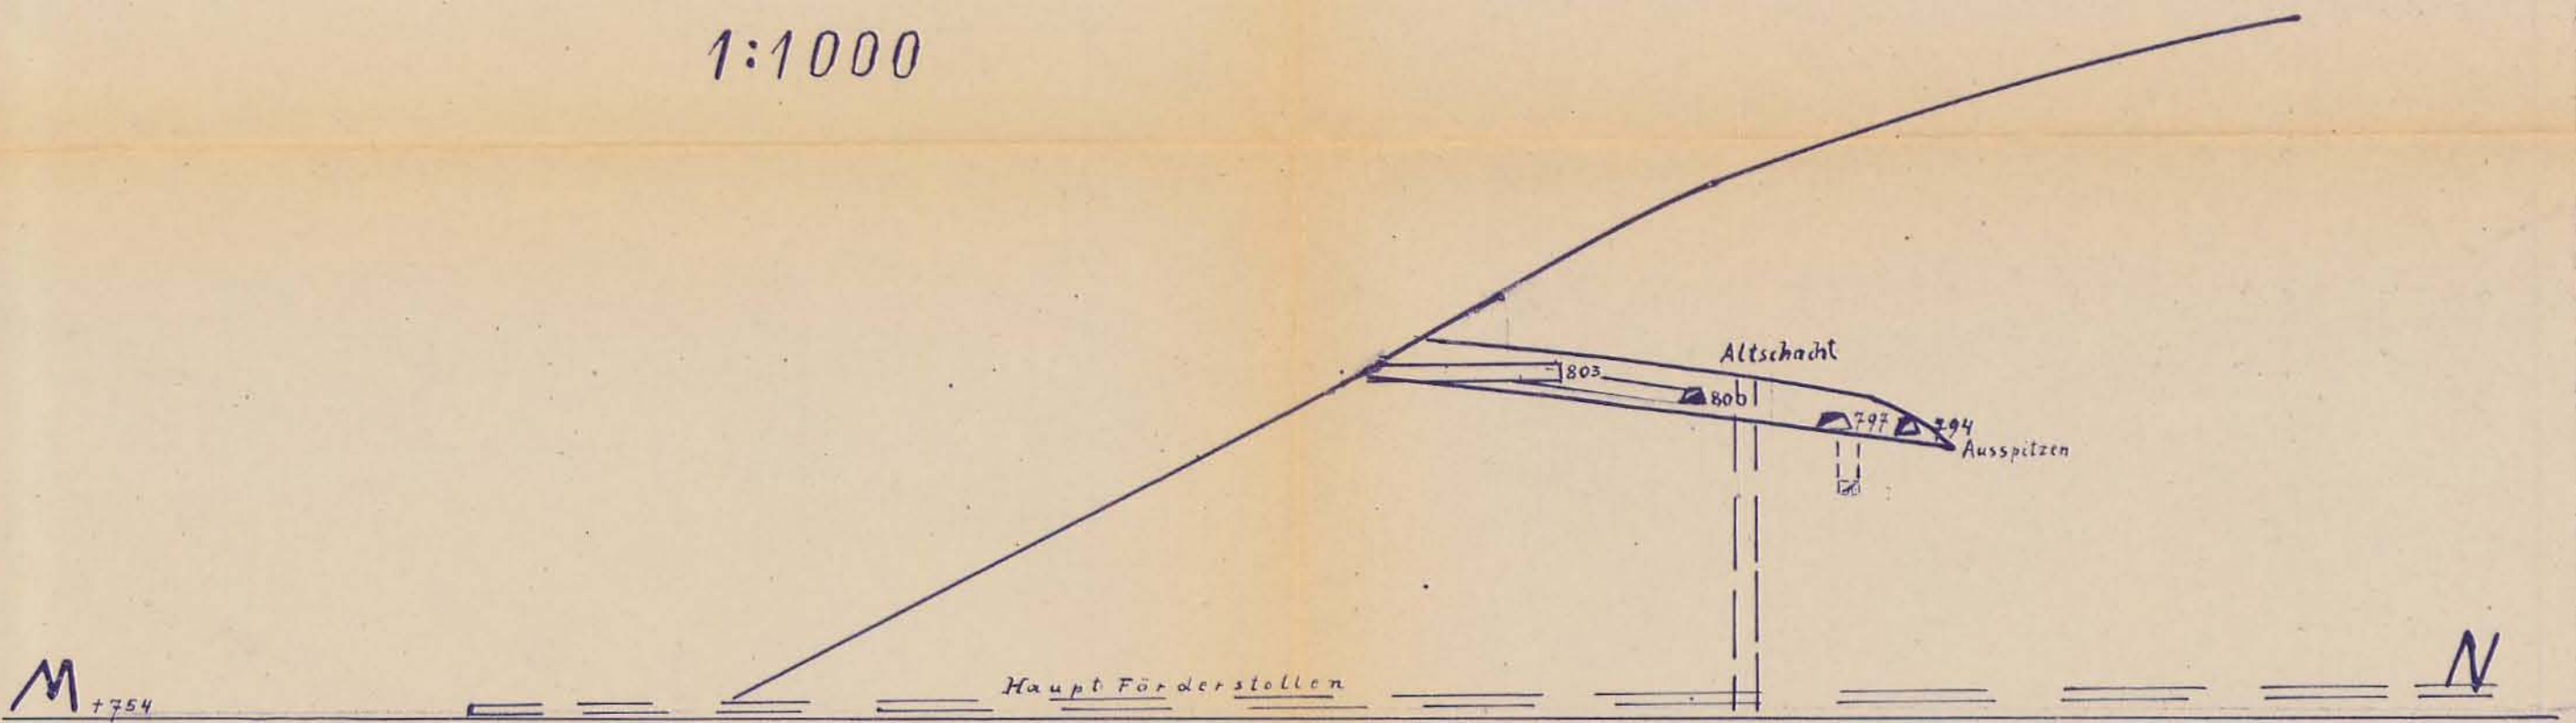 1:1000
Altschacht
803
806
797
794
Ausspitzen
Haupt Förderstollen
M
+754
N